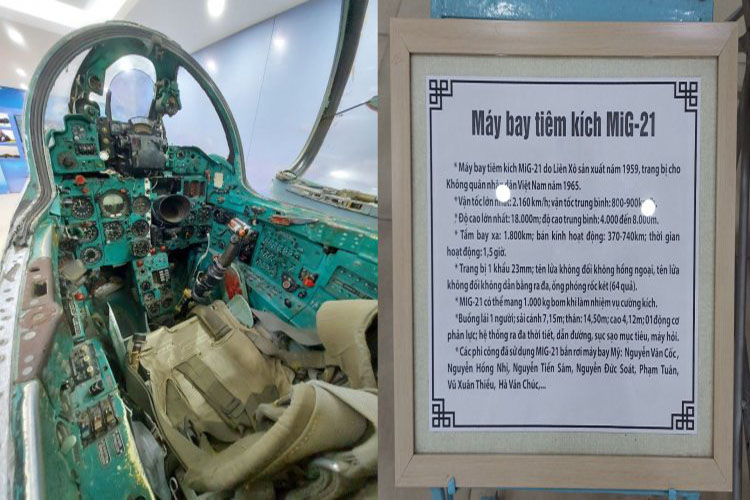 Máy bay tiêm kích MiG-21
*Máy bay tiêm kích MiG-21 do Liên Xô sản xuất năm 1959, trang bị cho
Không quân nhân dân Việt Nam năm 1965.
*Vận tốc lớn 2.160 km/h; vận tốc trung bình: 800-900
*Độ cao lớn nhất: 18.000m; độ cao trung bình: 4.000 đến 8.000m.
* Tầm bay xa: 1.800km; bán kính hoạt động: 370-740km; thời gian
hoạt động: 1,5 giờ.
* Trang bị 1 khẩu 23mm; tên lửa không đối không hồng ngoại, tên lửa
không đối không dẫn bằng ra đa, ống phóng rốc két (64 quả).
* MIG-21 có thể mang 1.000 kg bom khi làm nhiệm vụ cường kích.
*Buồng lái 1 người; sải cánh 7,15m; thân: 14,50m; cao 4,12m; 01 động cơ
phản lực; hệ thống ra đa thời tiết, dẫn đường, sục sạo mục tiêu, máy hỏi.
* Các phi công đã sử dụng MIG-21 bắn rơi máy bay Mỹ: Nguyễn Văn Cốc,
Nguyễn Hồng Nhị, Nguyễn Tiến Sâm, Nguyễn Đức Soát, Phạm Tuân,
Vũ Xuân Thiều, Hà Văn Chúc,...